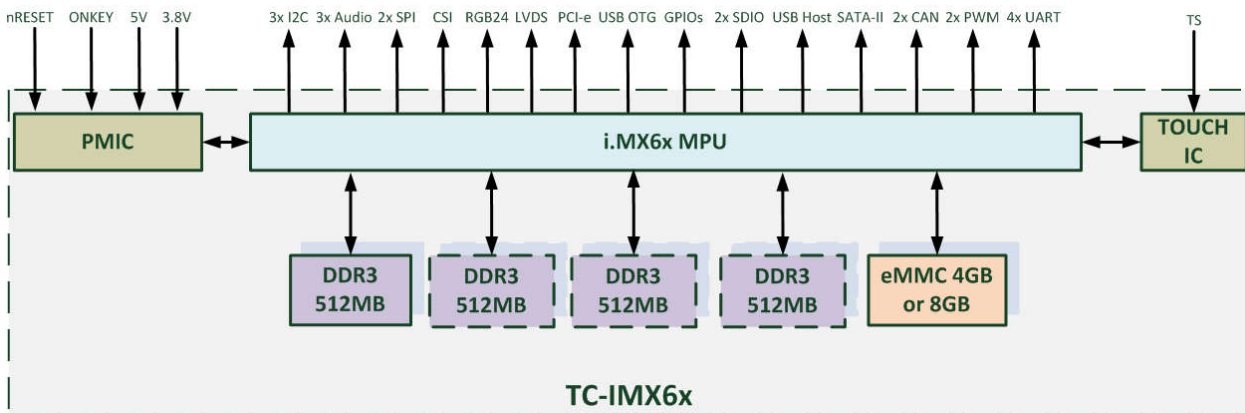 nRESET ONKEY 5V 3.8V 3x I2C 3x Audio 2x SPI CSI RGB24 LVDS PCI-e USB OTG GPIOs 2x SDIO USB Host SATA-II 2x CAN 2x PWM 4x UART TS
PMIC
i.MX6x MPU
TOUCH
IC
DDR3
512MB
DDR3
512MB
DDR3
512MB
DDR3
512MB
eMMC 4GB
or 8GB
TC-IMX6x